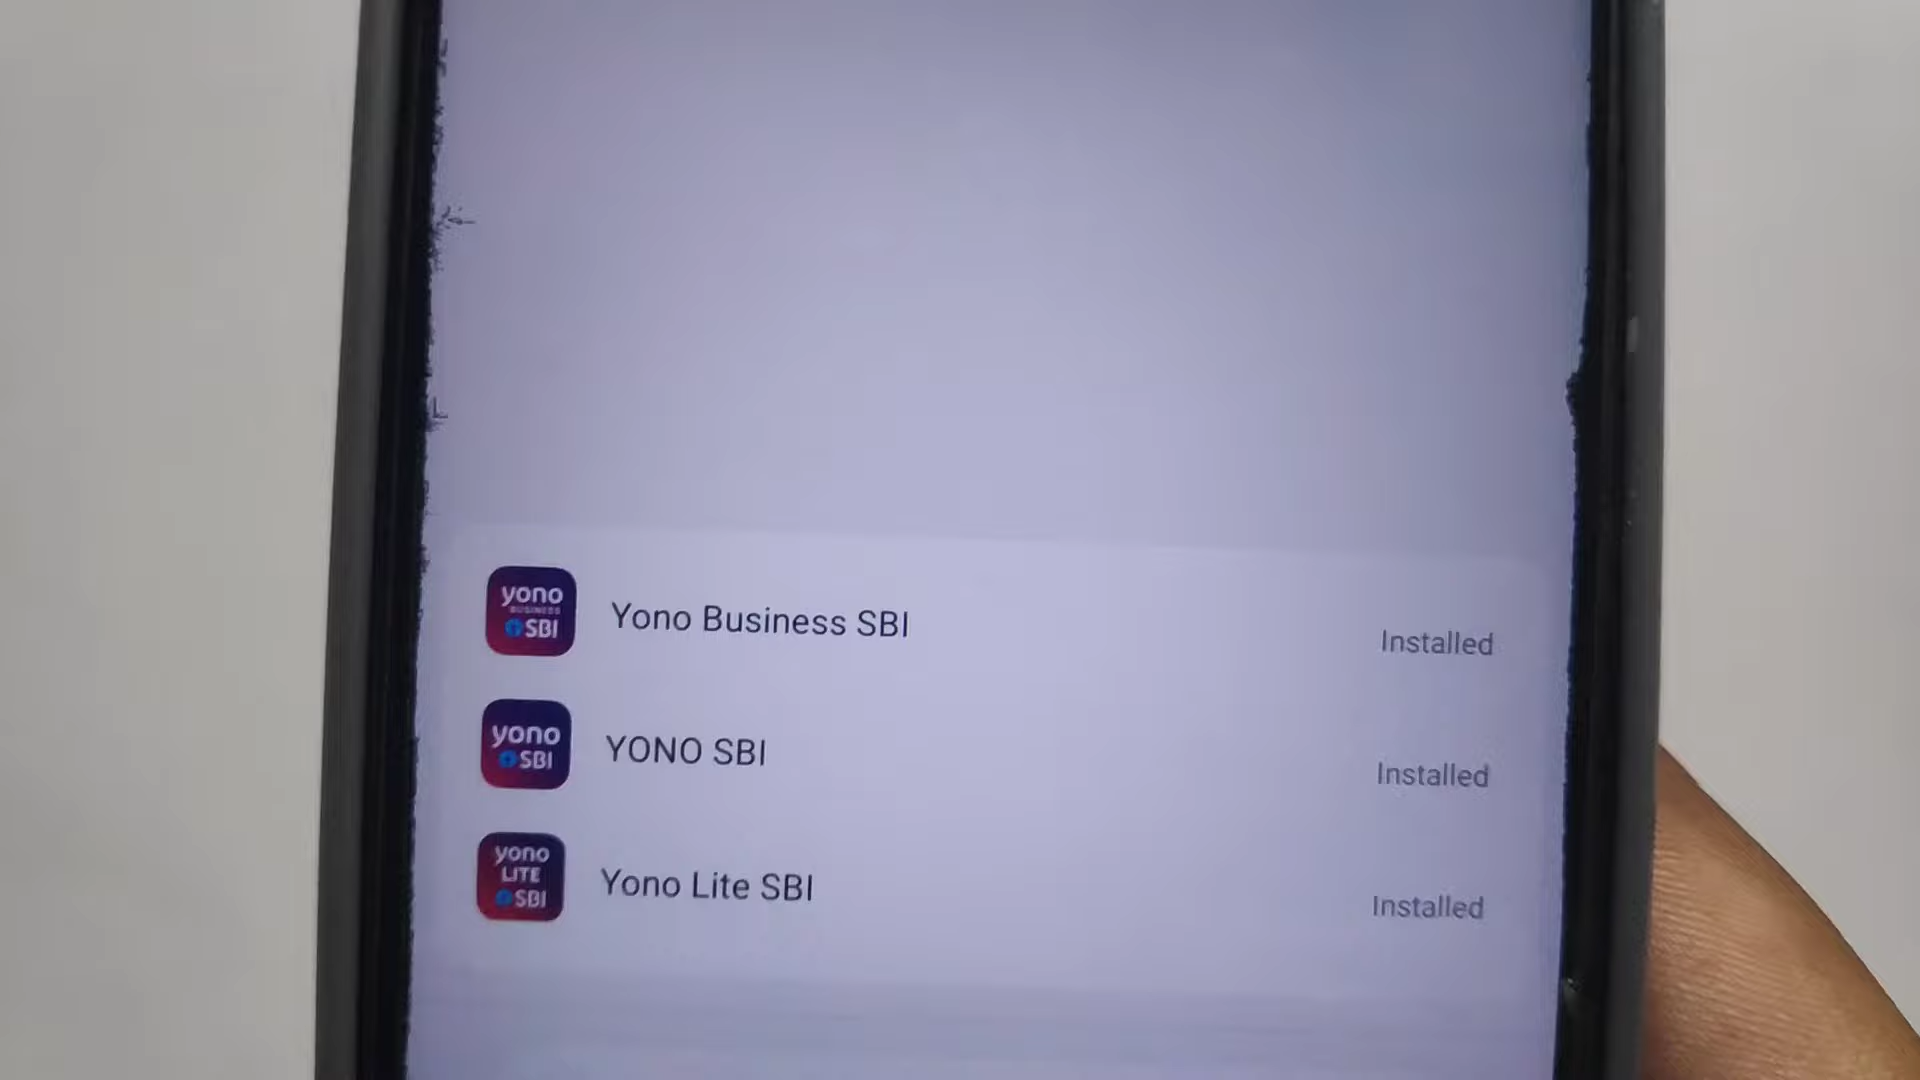 yono
BUSINESS
SBI
Yono Business SBI
Installed
yono
SBI
YONO SBI
Installed
yono
LITE
SBI
Yono Lite SBI
Installed